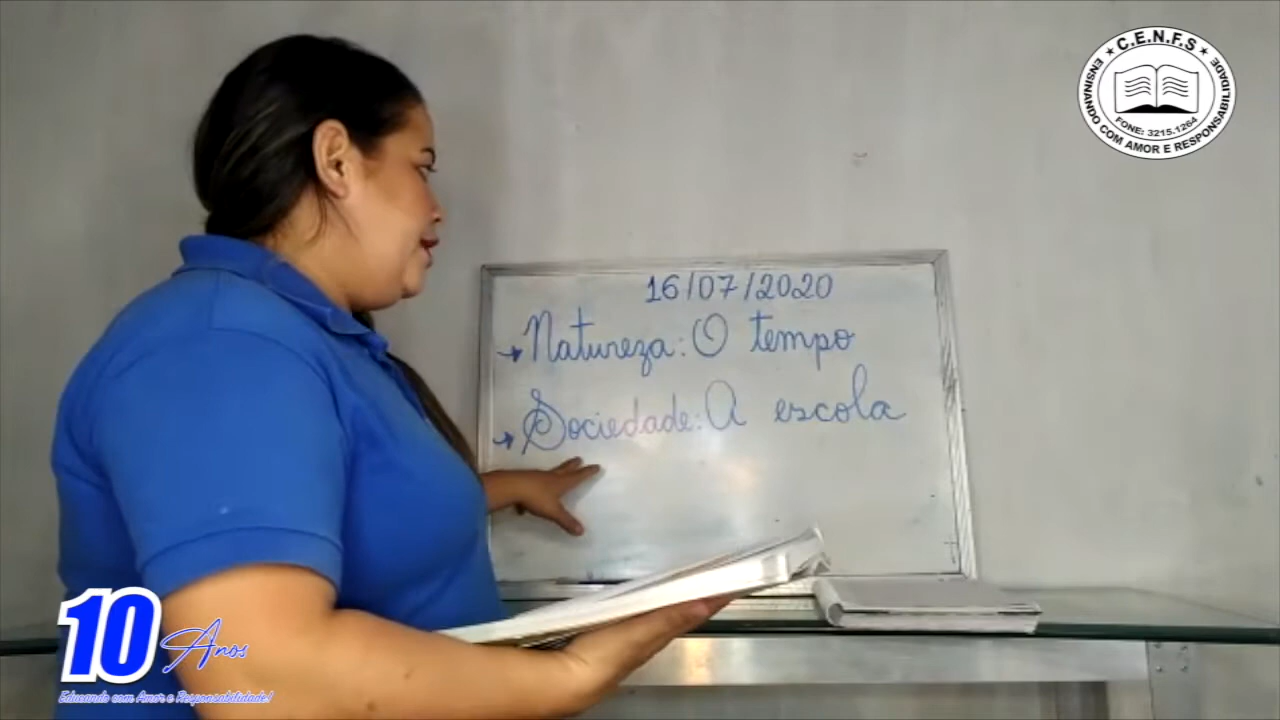 ★ C.E.N.F.S ★
ENSINANDO COM AMOR E RESPONSABILIDADE
FONE: 3215.1264
16/07/2020
→ Natureza: O tempo
→ Sociedade: A escola
10 Anos
Educando com Amor e Responsabilidade!